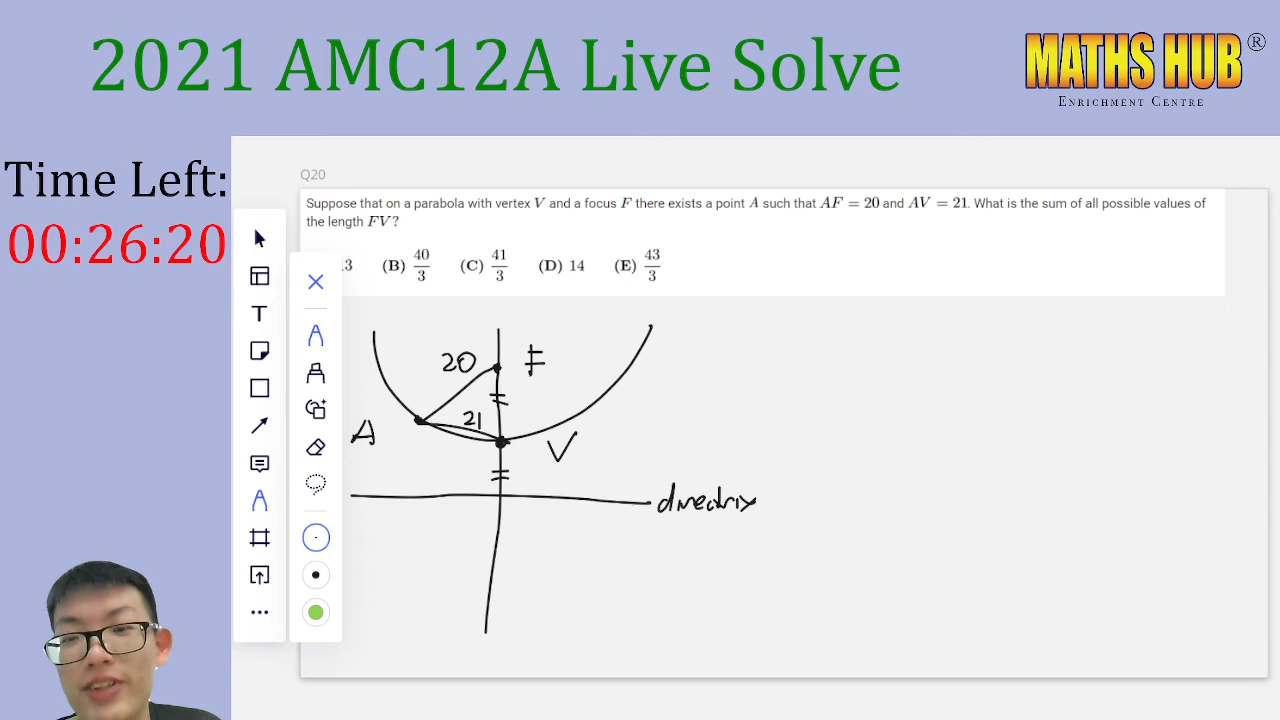 2021 AMC12A Live Solve
MATHS HUB®
ENRICHMENT CENTRE
Time Left:
00:26:20
Q20
Suppose that on a parabola with vertex V and a focus F there exists a point A such that AF = 20 and AV = 21. What is the sum of all possible values of
the length FV?
13 (B) 40/3 (C) 41/3 (D) 14 (E) 43/3
20 F
21
A V
directrix
T